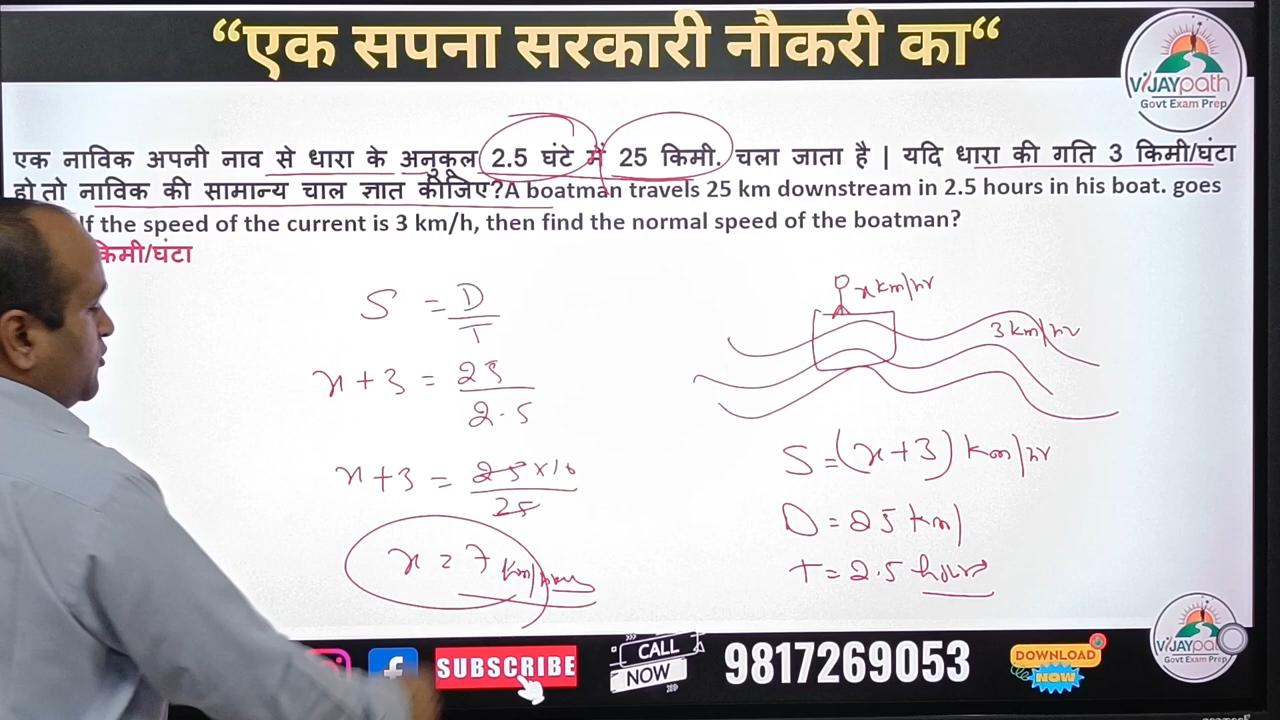 “एक सपना सरकारी नौकरी का“
ViJAYpath
Govt Exam Prep
एक नाविक अपनी नाव से धारा के अनुकूल 2.5 घंटे में 25 किमी. चला जाता है | यदि धारा की गति 3 किमी/घंटा
हो तो नाविक की सामान्य चाल ज्ञात कीजिए?A boatman travels 25 km downstream in 2.5 hours in his boat. goes
If the speed of the current is 3 km/h, then find the normal speed of the boatman?
किमी/घंटा
S = D/T
x+3 = 25/2.5
x+3 = 25×10/25
x = 7 km/hour
x km/hr
3 km/hr
S=(x+3) km/hr
D = 25 km
T = 2.5 hours
SUBSCRIBE
CALL
NOW
9817269053
DOWNLOAD
NOW
ViJAYpath
Govt Exam Prep